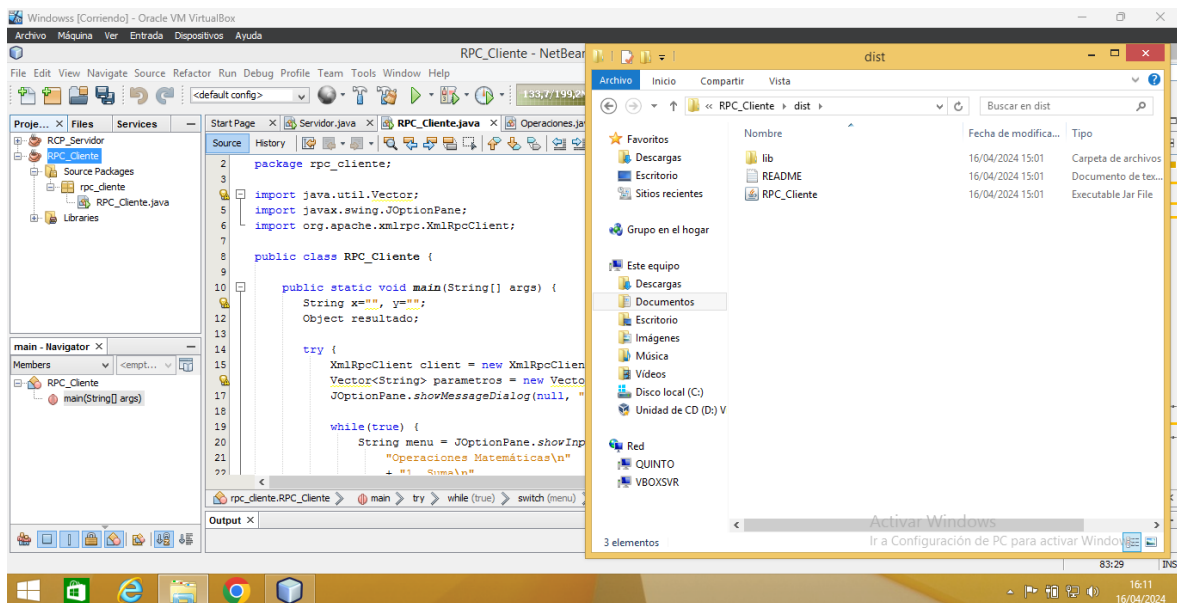 Windowss [Corriendo] - Oracle VM VirtualBox
Archivo Máquina Ver Entrada Dispositivos Ayuda
RPC_Cliente - NetBear
File Edit View Navigate Source Refactor Run Debug Profile Team Tools Window Help
<default config>
133,7/199,2M
Proje... × Files Services
RCP_Servidor
RPC_Cliente
Source Packages
rpc_cliente
RPC_Cliente.java
Libraries
main - Navigator ×
Members <empt...
RPC_Cliente
main(String[] args)
Start Page × Servidor.java × RPC_Cliente.java × Operaciones.ja
Source History
2 package rpc_cliente;
3
import java.util.Vector;
5 import javax.swing.JOptionPane;
6 import org.apache.xmlrpc.XmlRpcClient;
7
8 public class RPC_Cliente {
9
10 public static void main(String[] args) {
String x="", y="";
12 Object resultado;
13
14 try {
15 XmlRpcClient client = new XmlRpcClien
Vector<String> parametros = new Vecto
17 JOptionPane.showMessageDialog(null, "
18
19 while(true) {
20 String menu = JOptionPane.showInp
21 "Operaciones Matemáticas\n"
22 + "1. Suma\n"
rpc_cliente.RPC_Cliente main try while (true) switch (menu)
Output ×
dist
Archivo Inicio Compartir Vista
« RPC_Cliente dist
Buscar en dist
Favoritos
Descargas
Escritorio
Sitios recientes
Grupo en el hogar
Este equipo
Descargas
Documentos
Escritorio
Imágenes
Música
Vídeos
Disco local (C:)
Unidad de CD (D:) V
Red
QUINTO
VBOXSVR
Nombre Fecha de modifica... Tipo
lib 16/04/2024 15:01 Carpeta de archivos
README 16/04/2024 15:01 Documento de tex...
RPC_Cliente 16/04/2024 15:01 Executable Jar File
Activar Windows
Ir a Configuración de PC para activar Windows
3 elementos
83:29 INS
16:11
16/04/2024